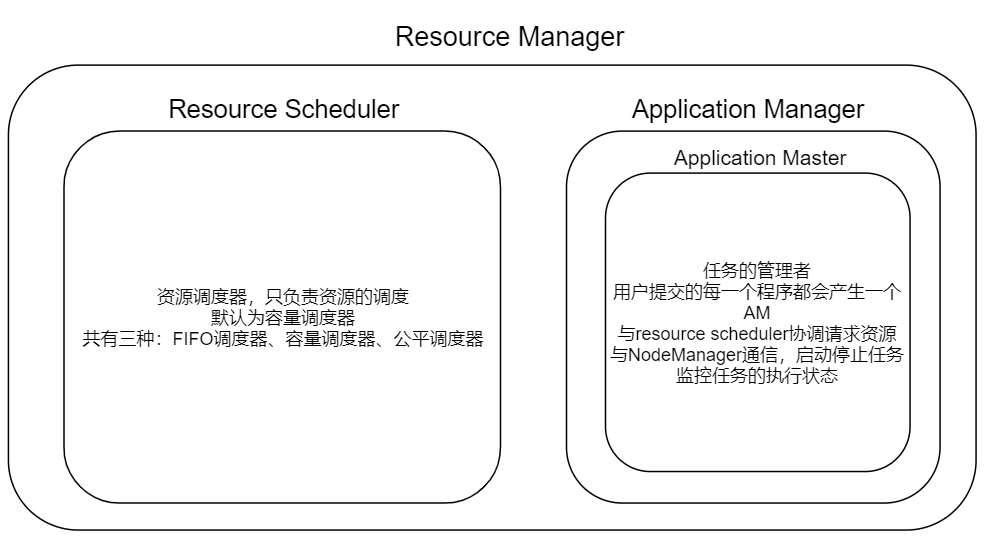 Resource Manager
Resource Scheduler
资源调度器，只负责资源的调度
默认为容量调度器
共有三种：FIFO调度器、容量调度器、公平调度器
Application Manager
Application Master
任务的管理者
用户提交的每一个程序都会产生一个
AM
与resource scheduler协调请求资源
与NodeManager通信，启动停止任务
监控任务的执行状态